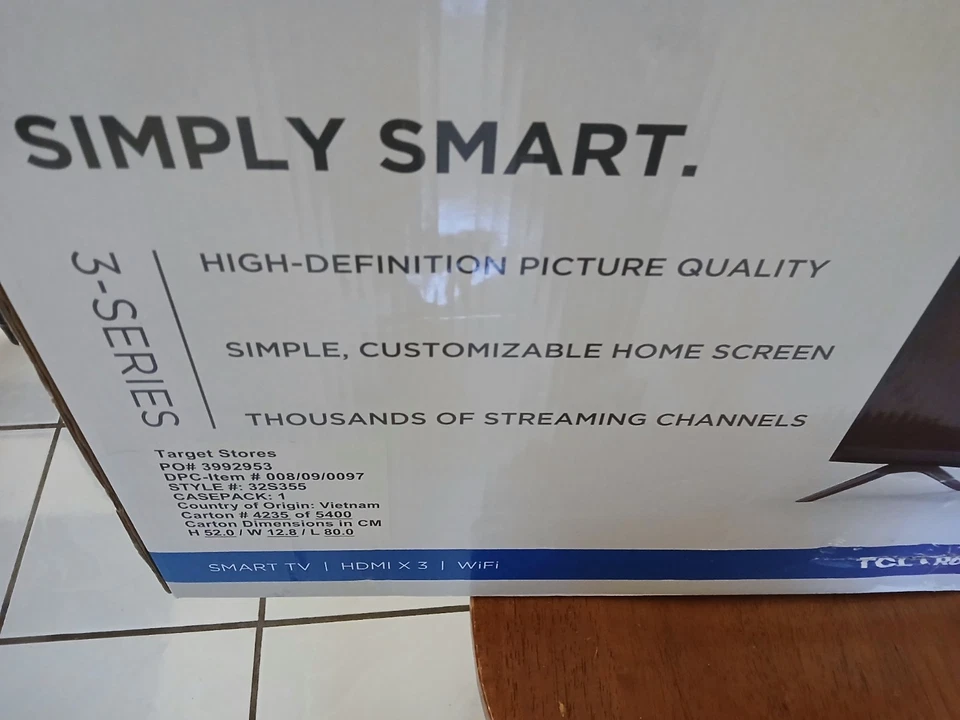 SIMPLY SMART.
3-SERIES
HIGH-DEFINITION PICTURE QUALITY
SIMPLE, CUSTOMIZABLE HOME SCREEN
THOUSANDS OF STREAMING CHANNELS
Target Stores
PO# 3992953
DPC-Item # 008/09/0097
STYLE #: 32S355
CASEPACK: 1
Country of Origin: Vietnam
Carton # 4235 of 5400
Carton Dimensions in CM
H 52.0 / W 12.8 / L 80.0
SMART TV | HDMI X 3 | WiFi
TCL